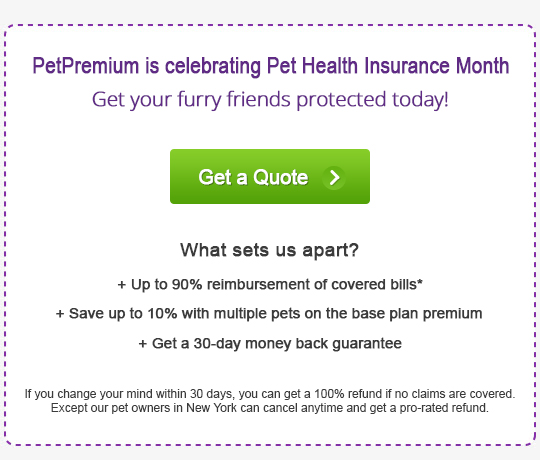 PetPremium is celebrating Pet Health Insurance Month
Get your furry friends protected today!
Get a Quote
What sets us apart?
+ Up to 90% reimbursement of covered bills*
+ Save up to 10% with multiple pets on the base plan premium
+ Get a 30-day money back guarantee
If you change your mind within 30 days, you can get a 100% refund if no claims are covered.
Except our pet owners in New York can cancel anytime and get a pro-rated refund.